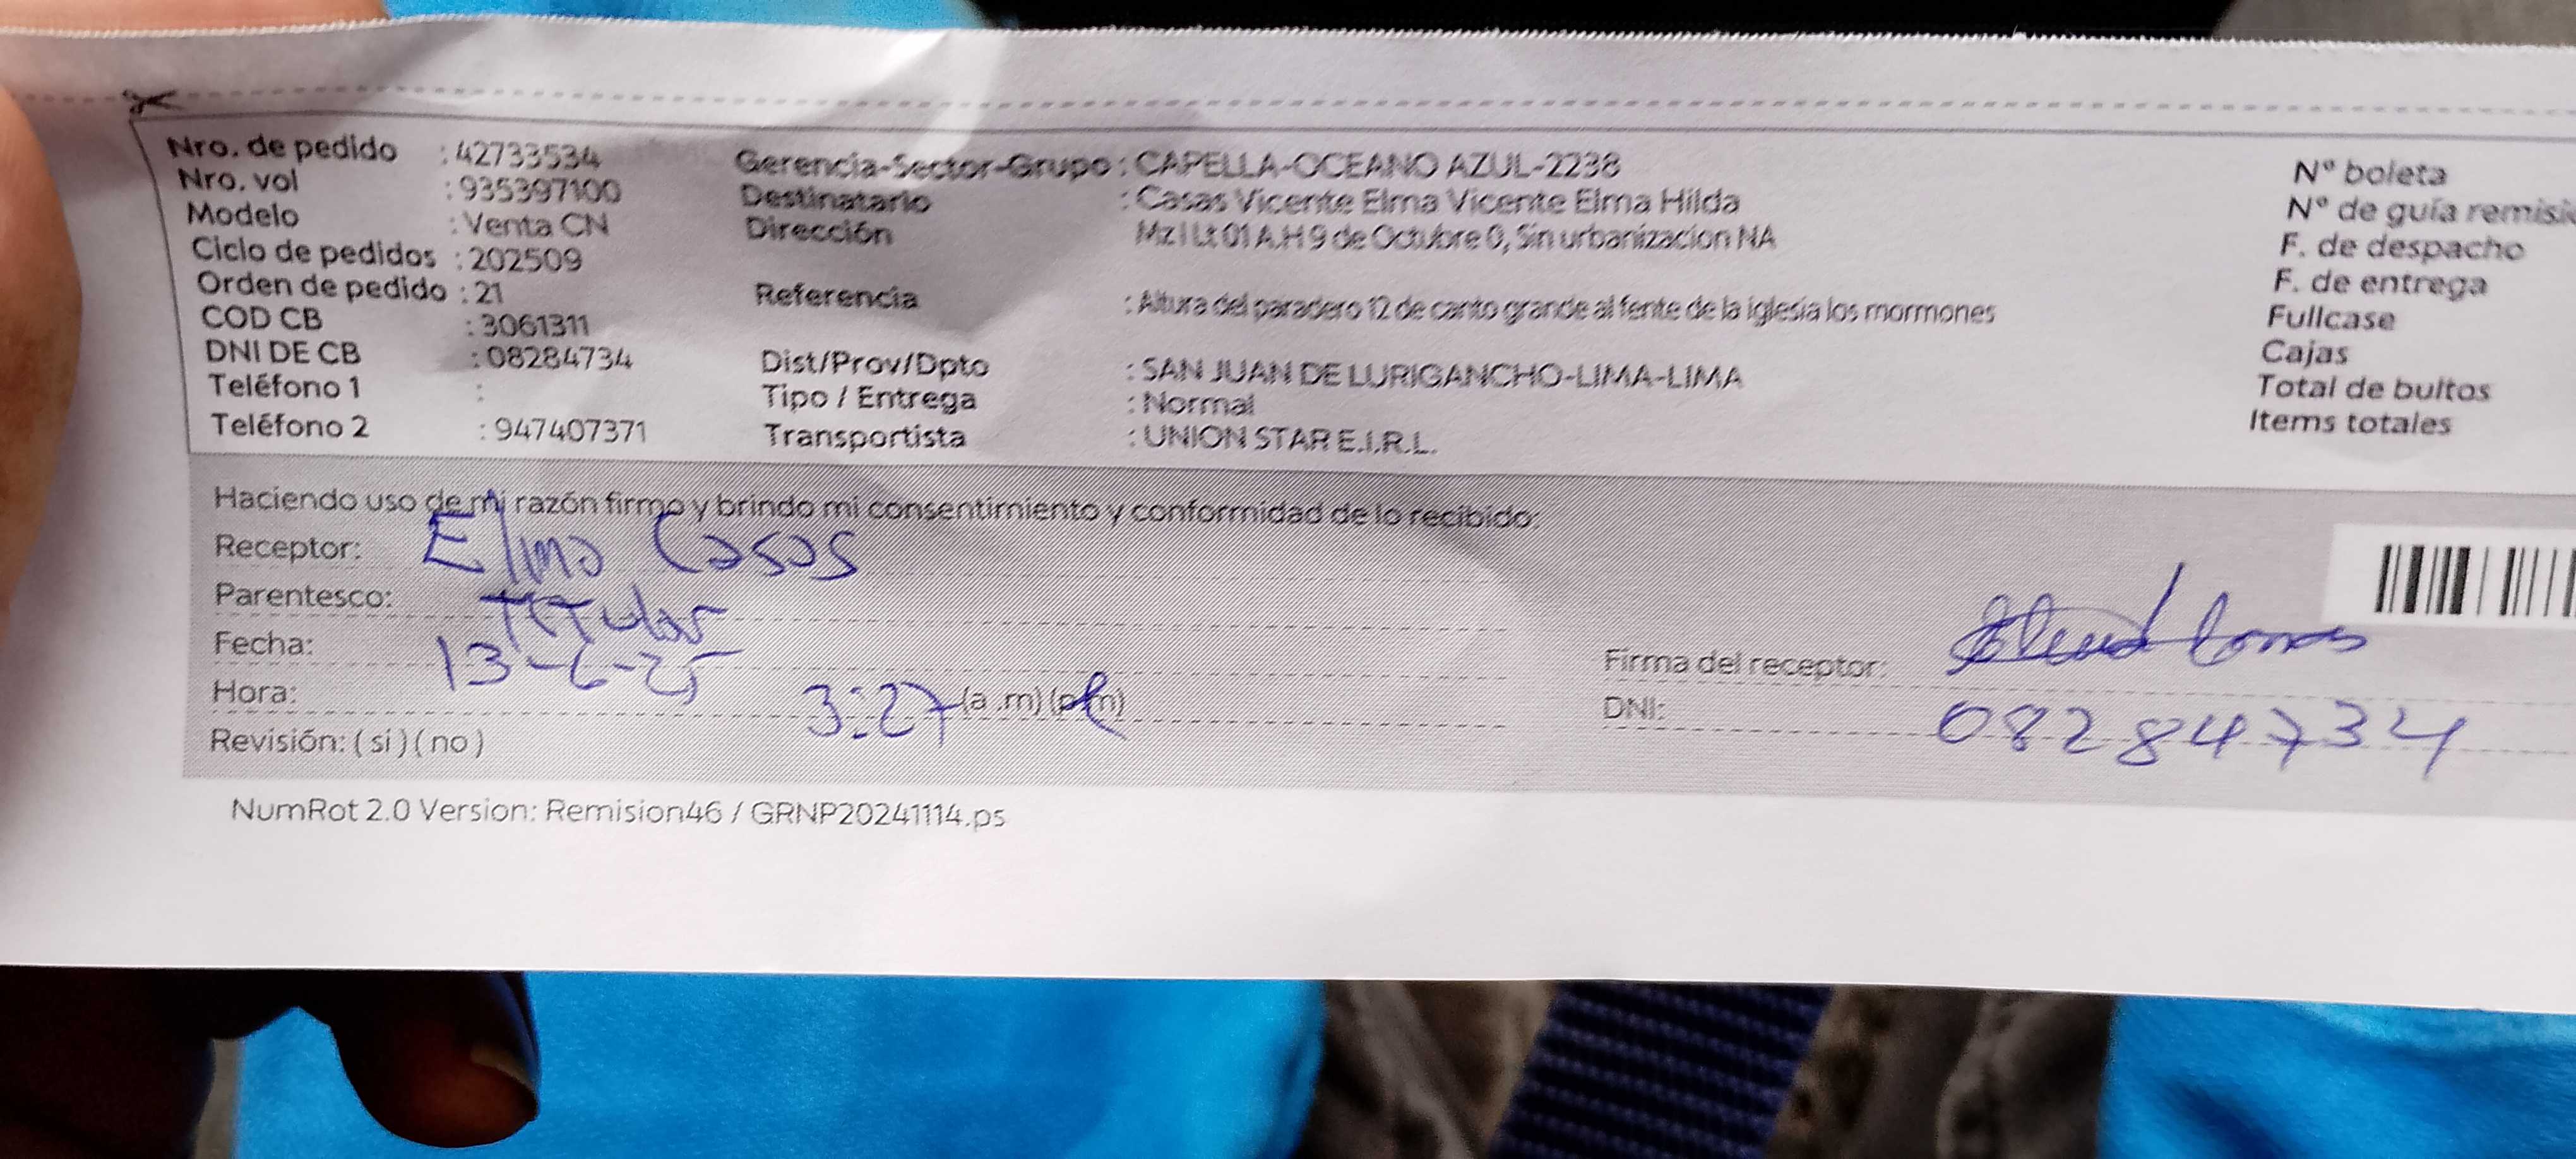 Nro. de pedido : 42733534
Nro. vol : 935397100
Modelo : Venta CN
Ciclo de pedidos : 202509
Orden de pedido : 21
COD CB : 3061311
DNI DE CB : 08284734
Teléfono 1 :
Teléfono 2 : 947407371
Gerencia-Sector-Grupo : CAPELLA-OCEANO AZUL-2238
Destinatario : Casas Vicente Elma Vicente Elma Hilda
Dirección Mz I Lt 01 A.H 9 de Octubre 0, Sin urbanizacion NA
Referencia : Altura del paradero 12 de canto grande al fente de la iglesia los mormones
Dist/Prov/Dpto : SAN JUAN DE LURIGANCHO-LIMA-LIMA
Tipo / Entrega : Normal
Transportista : UNION STAR E.I.R.L.
N° boleta
N° de guía remisi
F. de despacho
F. de entrega
Fullcase
Cajas
Total de bultos
Items totales
Haciendo uso de mi razón firmo y brindo mi consentimiento y conformidad de lo recibido:
Receptor: Elma Casas
Parentesco: Titular
Fecha: 13-6-25
Hora: 3:27 (a .m) (p.m)
Revisión: ( si ) ( no )
Firma del receptor:
DNI: 08284734
NumRot 2.0 Version: Remision46 / GRNP20241114.ps